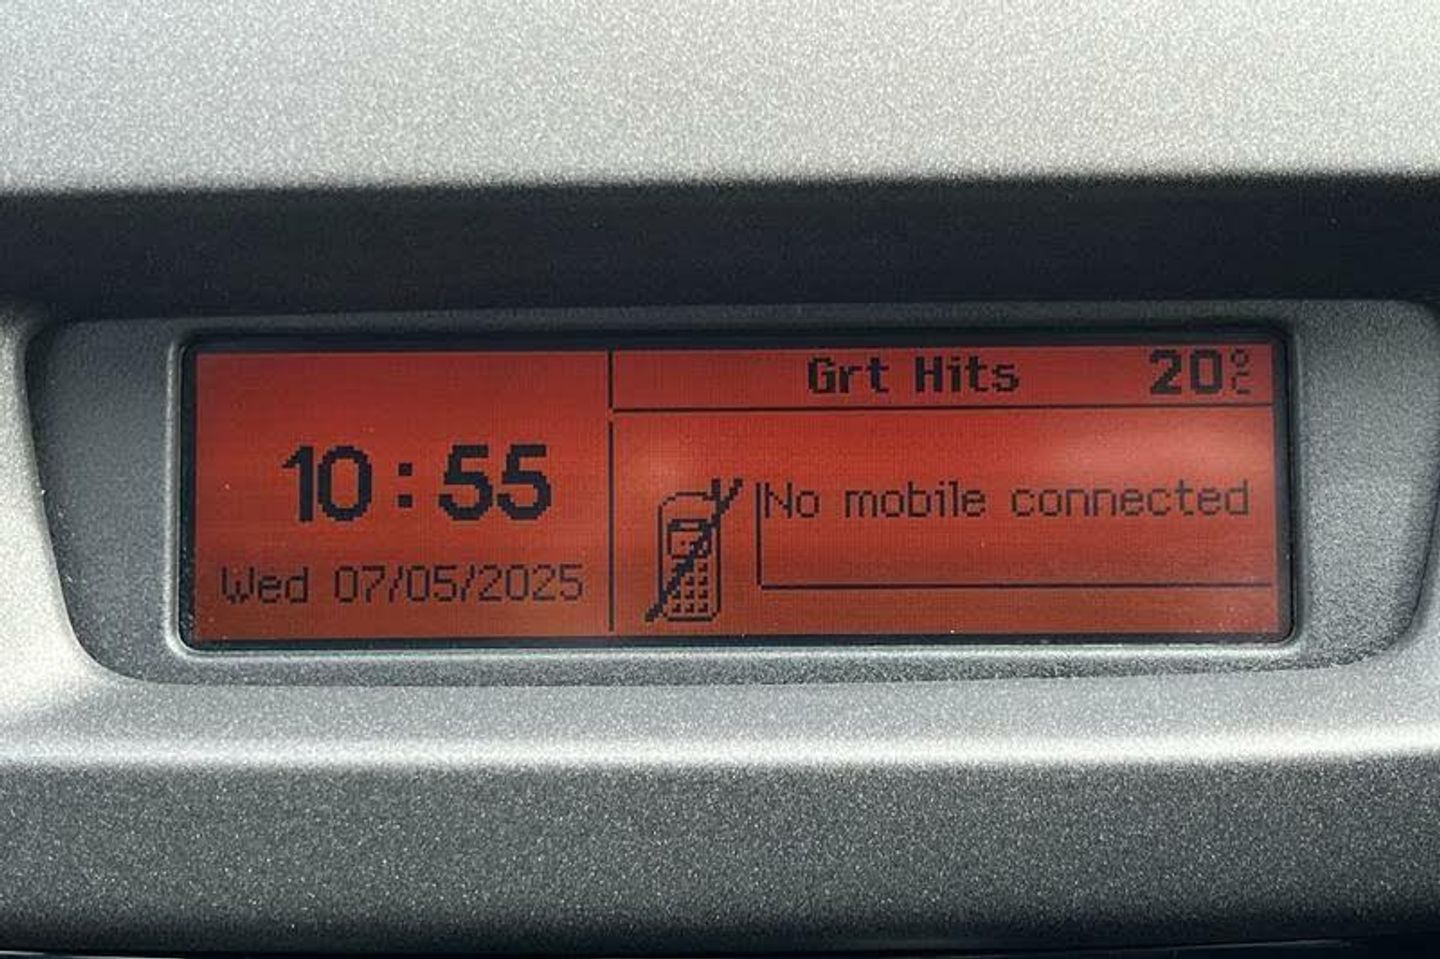 Grt Hits 20°C
10:55
No mobile connected
Wed 07/05/2025